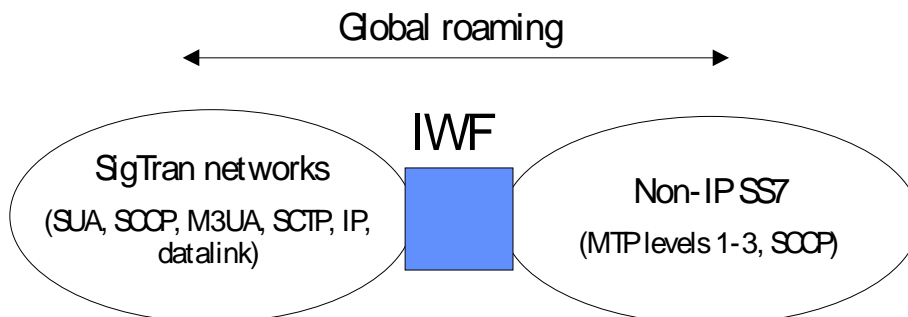 Global roaming
IWF
SigTran networks
(SUA, SCCP, M3UA, SCTP, IP,
datalink)
Non-IP SS7
(MTP levels 1-3, SCCP)